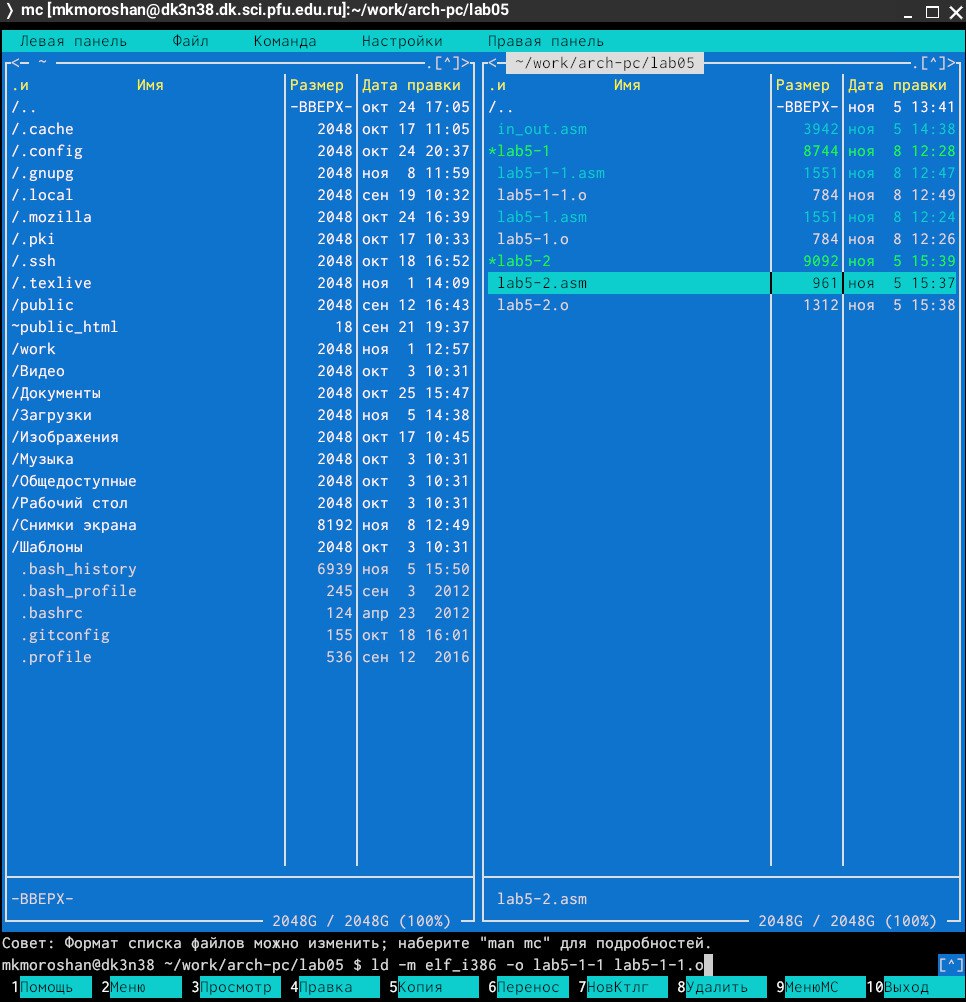 ❭ mc [mkmoroshan@dk3n38.dk.sci.pfu.edu.ru]:~/work/arch-pc/lab05
Левая панель Файл Команда Настройки Правая панель
<─ ~ .[^]>
.и Имя Размер Дата правки
/.. -ВВЕРХ- окт 24 17:05
/.cache 2048 окт 17 11:05
/.config 2048 окт 24 20:37
/.gnupg 2048 ноя 8 11:59
/.local 2048 сен 19 10:32
/.mozilla 2048 окт 24 16:39
/.pki 2048 окт 17 10:33
/.ssh 2048 окт 18 16:52
/.texlive 2048 ноя 1 14:09
/public 2048 сен 12 16:43
~public_html 18 сен 21 19:37
/work 2048 ноя 1 12:57
/Видео 2048 окт 3 10:31
/Документы 2048 окт 25 15:47
/Загрузки 2048 ноя 5 14:38
/Изображения 2048 окт 17 10:45
/Музыка 2048 окт 3 10:31
/Общедоступные 2048 окт 3 10:31
/Рабочий стол 2048 окт 3 10:31
/Снимки экрана 8192 ноя 8 12:49
/Шаблоны 2048 окт 3 10:31
.bash_history 6939 ноя 5 15:50
.bash_profile 245 сен 3 2012
.bashrc 124 апр 23 2012
.gitconfig 155 окт 18 16:01
.profile 536 сен 12 2016
-ВВЕРХ-
2048G / 2048G (100%)
<─ ~/work/arch-pc/lab05 .[^]>
.и Имя Размер Дата правки
/.. -ВВЕРХ- ноя 5 13:41
in_out.asm 3942 ноя 5 14:38
*lab5-1 8744 ноя 8 12:28
lab5-1-1.asm 1551 ноя 8 12:47
lab5-1-1.o 784 ноя 8 12:49
lab5-1.asm 1551 ноя 8 12:24
lab5-1.o 784 ноя 8 12:26
*lab5-2 9092 ноя 5 15:39
lab5-2.asm 961 ноя 5 15:37
lab5-2.o 1312 ноя 5 15:38
lab5-2.asm
2048G / 2048G (100%)
Совет: Формат списка файлов можно изменить; наберите "man mc" для подробностей.
mkmoroshan@dk3n38 ~/work/arch-pc/lab05 $ ld -m elf_i386 -o lab5-1-1 lab5-1-1.o [^]
1Помощь 2Меню 3Просмотр 4Правка 5Копия 6Перенос 7НовКтлг 8Удалить 9МенюMC 10Выход